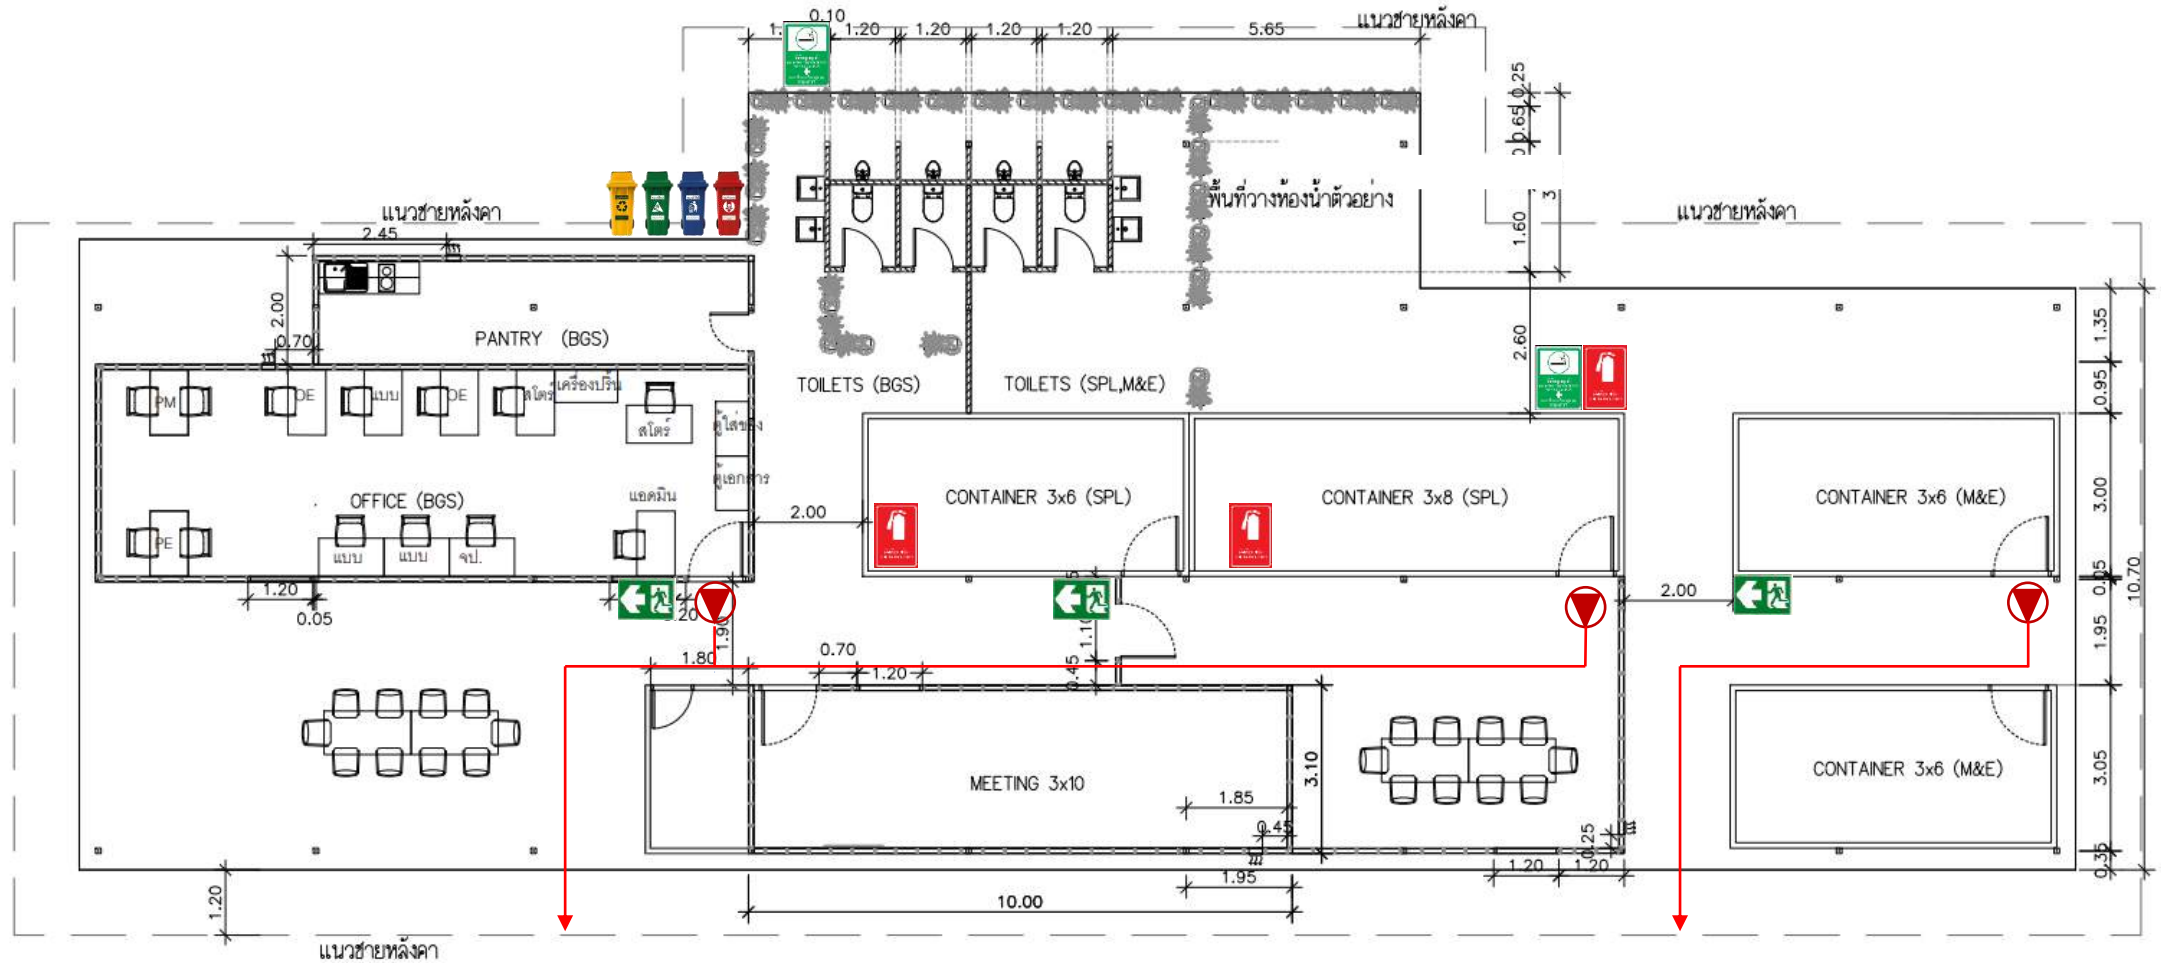 แนวชายหลังคา
0.10
1.20
1.20
1.20
1.20
5.65
0.25
0.65
พื้นที่วางห้องน้ำตัวอย่าง
1.60
แนวชายหลังคา
แนวชายหลังคา
2.45
2.00
0.70
PANTRY (BGS)
2.60
1.35
0.95
TOILETS (BGS)
TOILETS (SPL,M&E)
PM
OE
แบบ
OE
สโตร์
เครื่องปริ้น
สโตร์
ตู้ใส่ของ
ตู้เอกสาร
OFFICE (BGS)
แอดมิน
PE
แบบ
แบบ
จป.
2.00
CONTAINER 3x6 (SPL)
CONTAINER 3x8 (SPL)
CONTAINER 3x6 (M&E)
3.00
1.20
0.05
1.90
1.10
0.45
2.00
0.05
10.70
1.95
1.80
0.70
1.20
MEETING 3x10
3.10
1.85
0.45
0.25
CONTAINER 3x6 (M&E)
3.05
0.35
1.20
1.20
1.95
10.00
1.20
แนวชายหลังคา